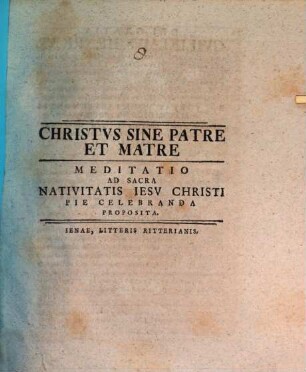 8
CHRISTVS SINE PATRE
ET MATRE
MEDITATIO
AD SACRA
NATIVITATIS IESV CHRISTI
PIE CELEBRANDA
PROPOSITA.
IENAE, LITTERIS RITTERIANIS.